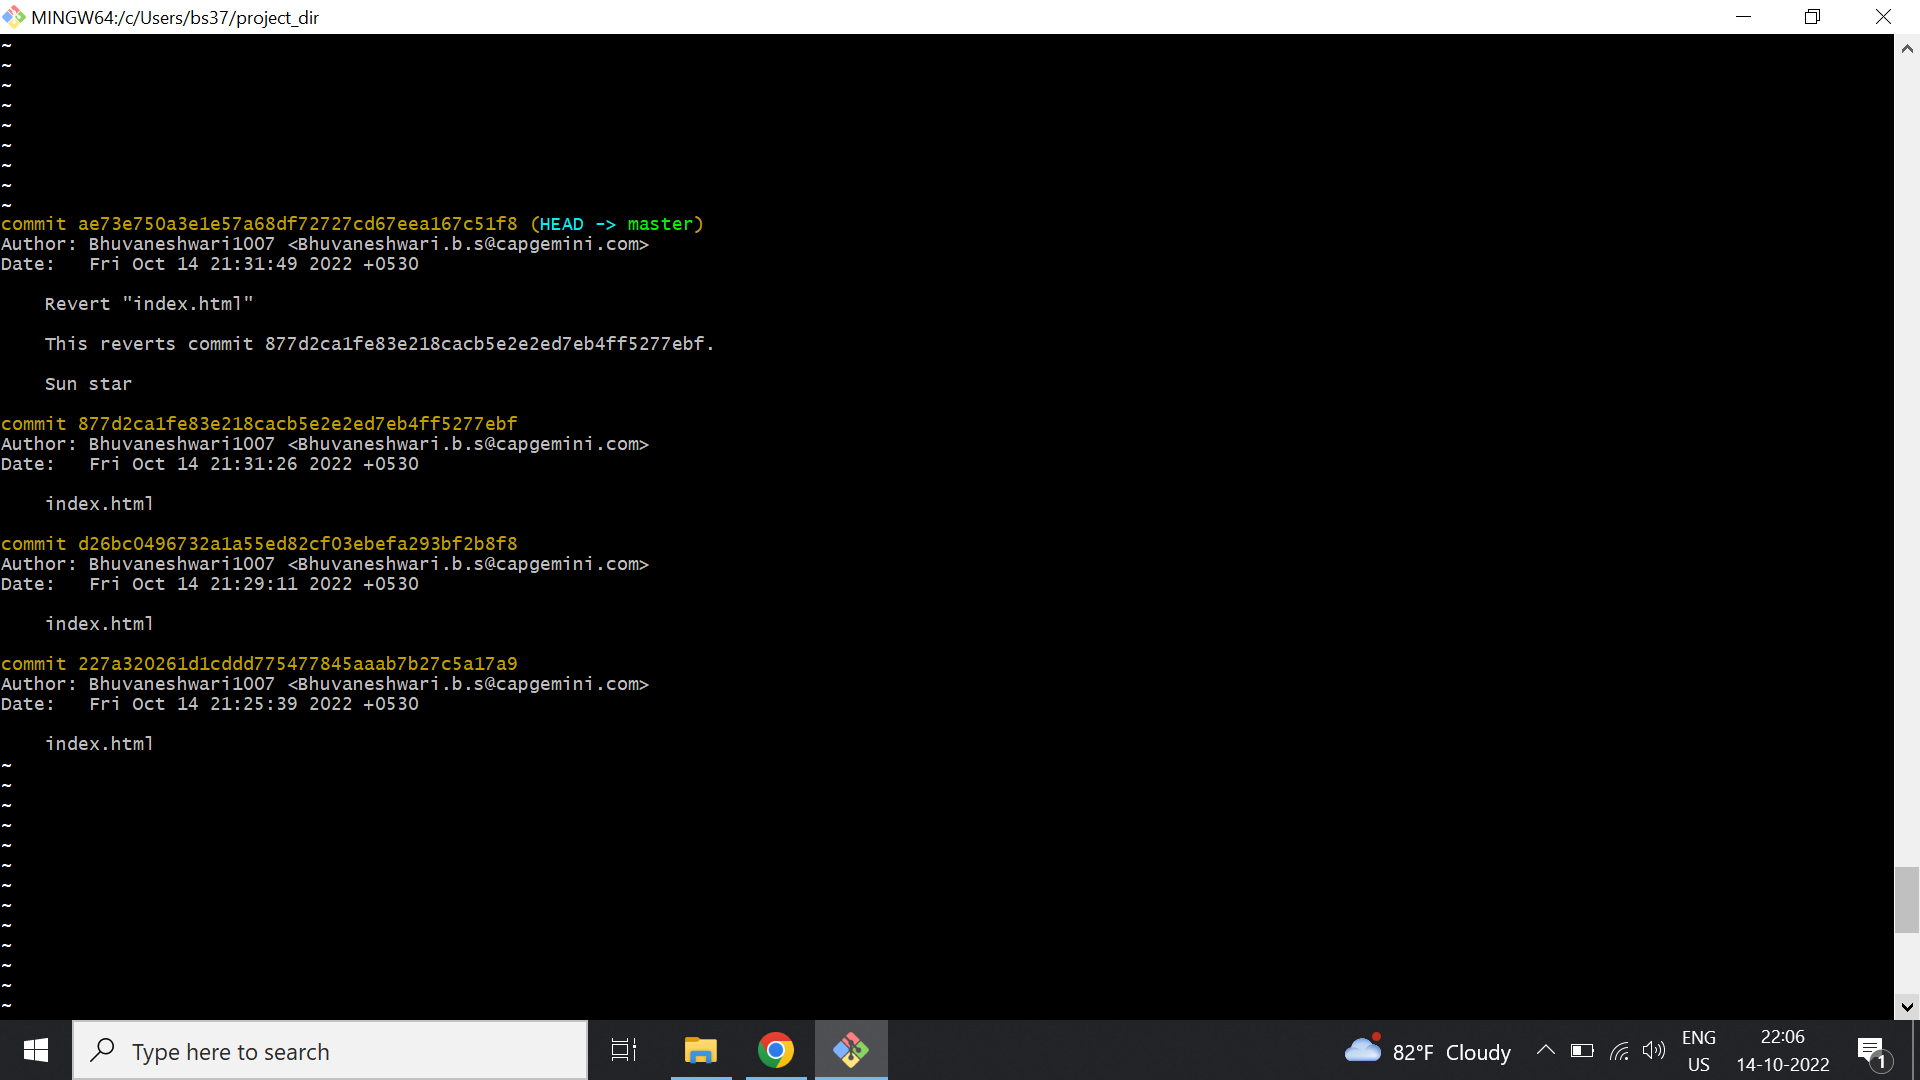 MINGW64:/c/Users/bs37/project_dir
~
~
~
~
~
~
~
~
~
commit ae73e750a3e1e57a68df72727cd67eea167c51f8 (HEAD -> master)
Author: Bhuvaneshwari1007 <Bhuvaneshwari.b.s@capgemini.com>
Date:   Fri Oct 14 21:31:49 2022 +0530
Revert "index.html"
This reverts commit 877d2ca1fe83e218cacb5e2e2ed7eb4ff5277ebf.
Sun star
commit 877d2ca1fe83e218cacb5e2e2ed7eb4ff5277ebf
Author: Bhuvaneshwari1007 <Bhuvaneshwari.b.s@capgemini.com>
Date:   Fri Oct 14 21:31:26 2022 +0530
index.html
commit d26bc0496732a1a55ed82cf03ebefa293bf2b8f8
Author: Bhuvaneshwari1007 <Bhuvaneshwari.b.s@capgemini.com>
Date:   Fri Oct 14 21:29:11 2022 +0530
index.html
commit 227a320261d1cddd775477845aaab7b27c5a17a9
Author: Bhuvaneshwari1007 <Bhuvaneshwari.b.s@capgemini.com>
Date:   Fri Oct 14 21:25:39 2022 +0530
index.html
~
~
~
~
~
~
~
~
~
~
~
~
~
Type here to search
82°F Cloudy
ENG
US
22:06
14-10-2022
1